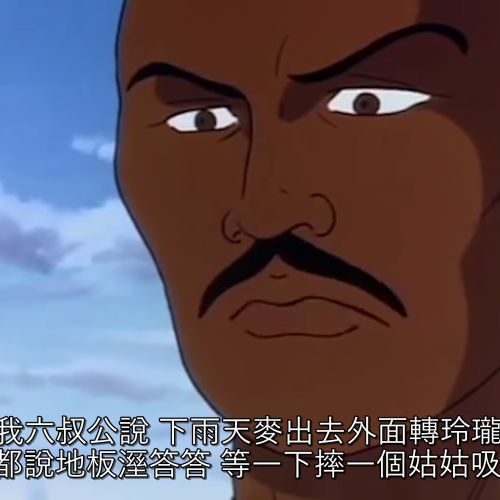 我六叔公說 下雨天麥出去外面轉玲瓏
都說地板溼答答 等一下摔一個姑姑吸